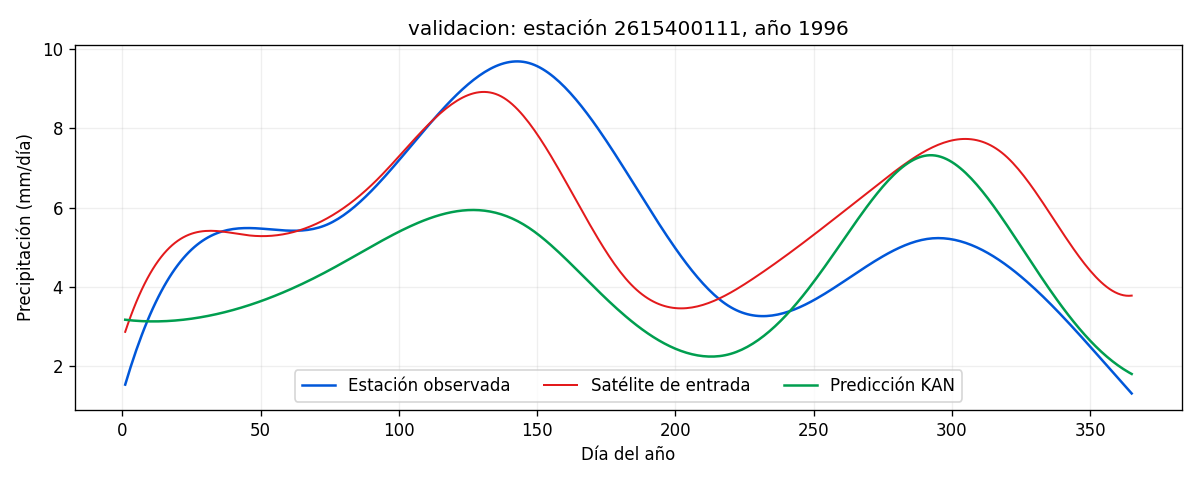 validacion: estación 2615400111, año 1996
Precipitación (mm/día)
10
8
6
4
2
Estación observada
Satélite de entrada
Predicción KAN
0 50 100 150 200 250 300 350
Día del año